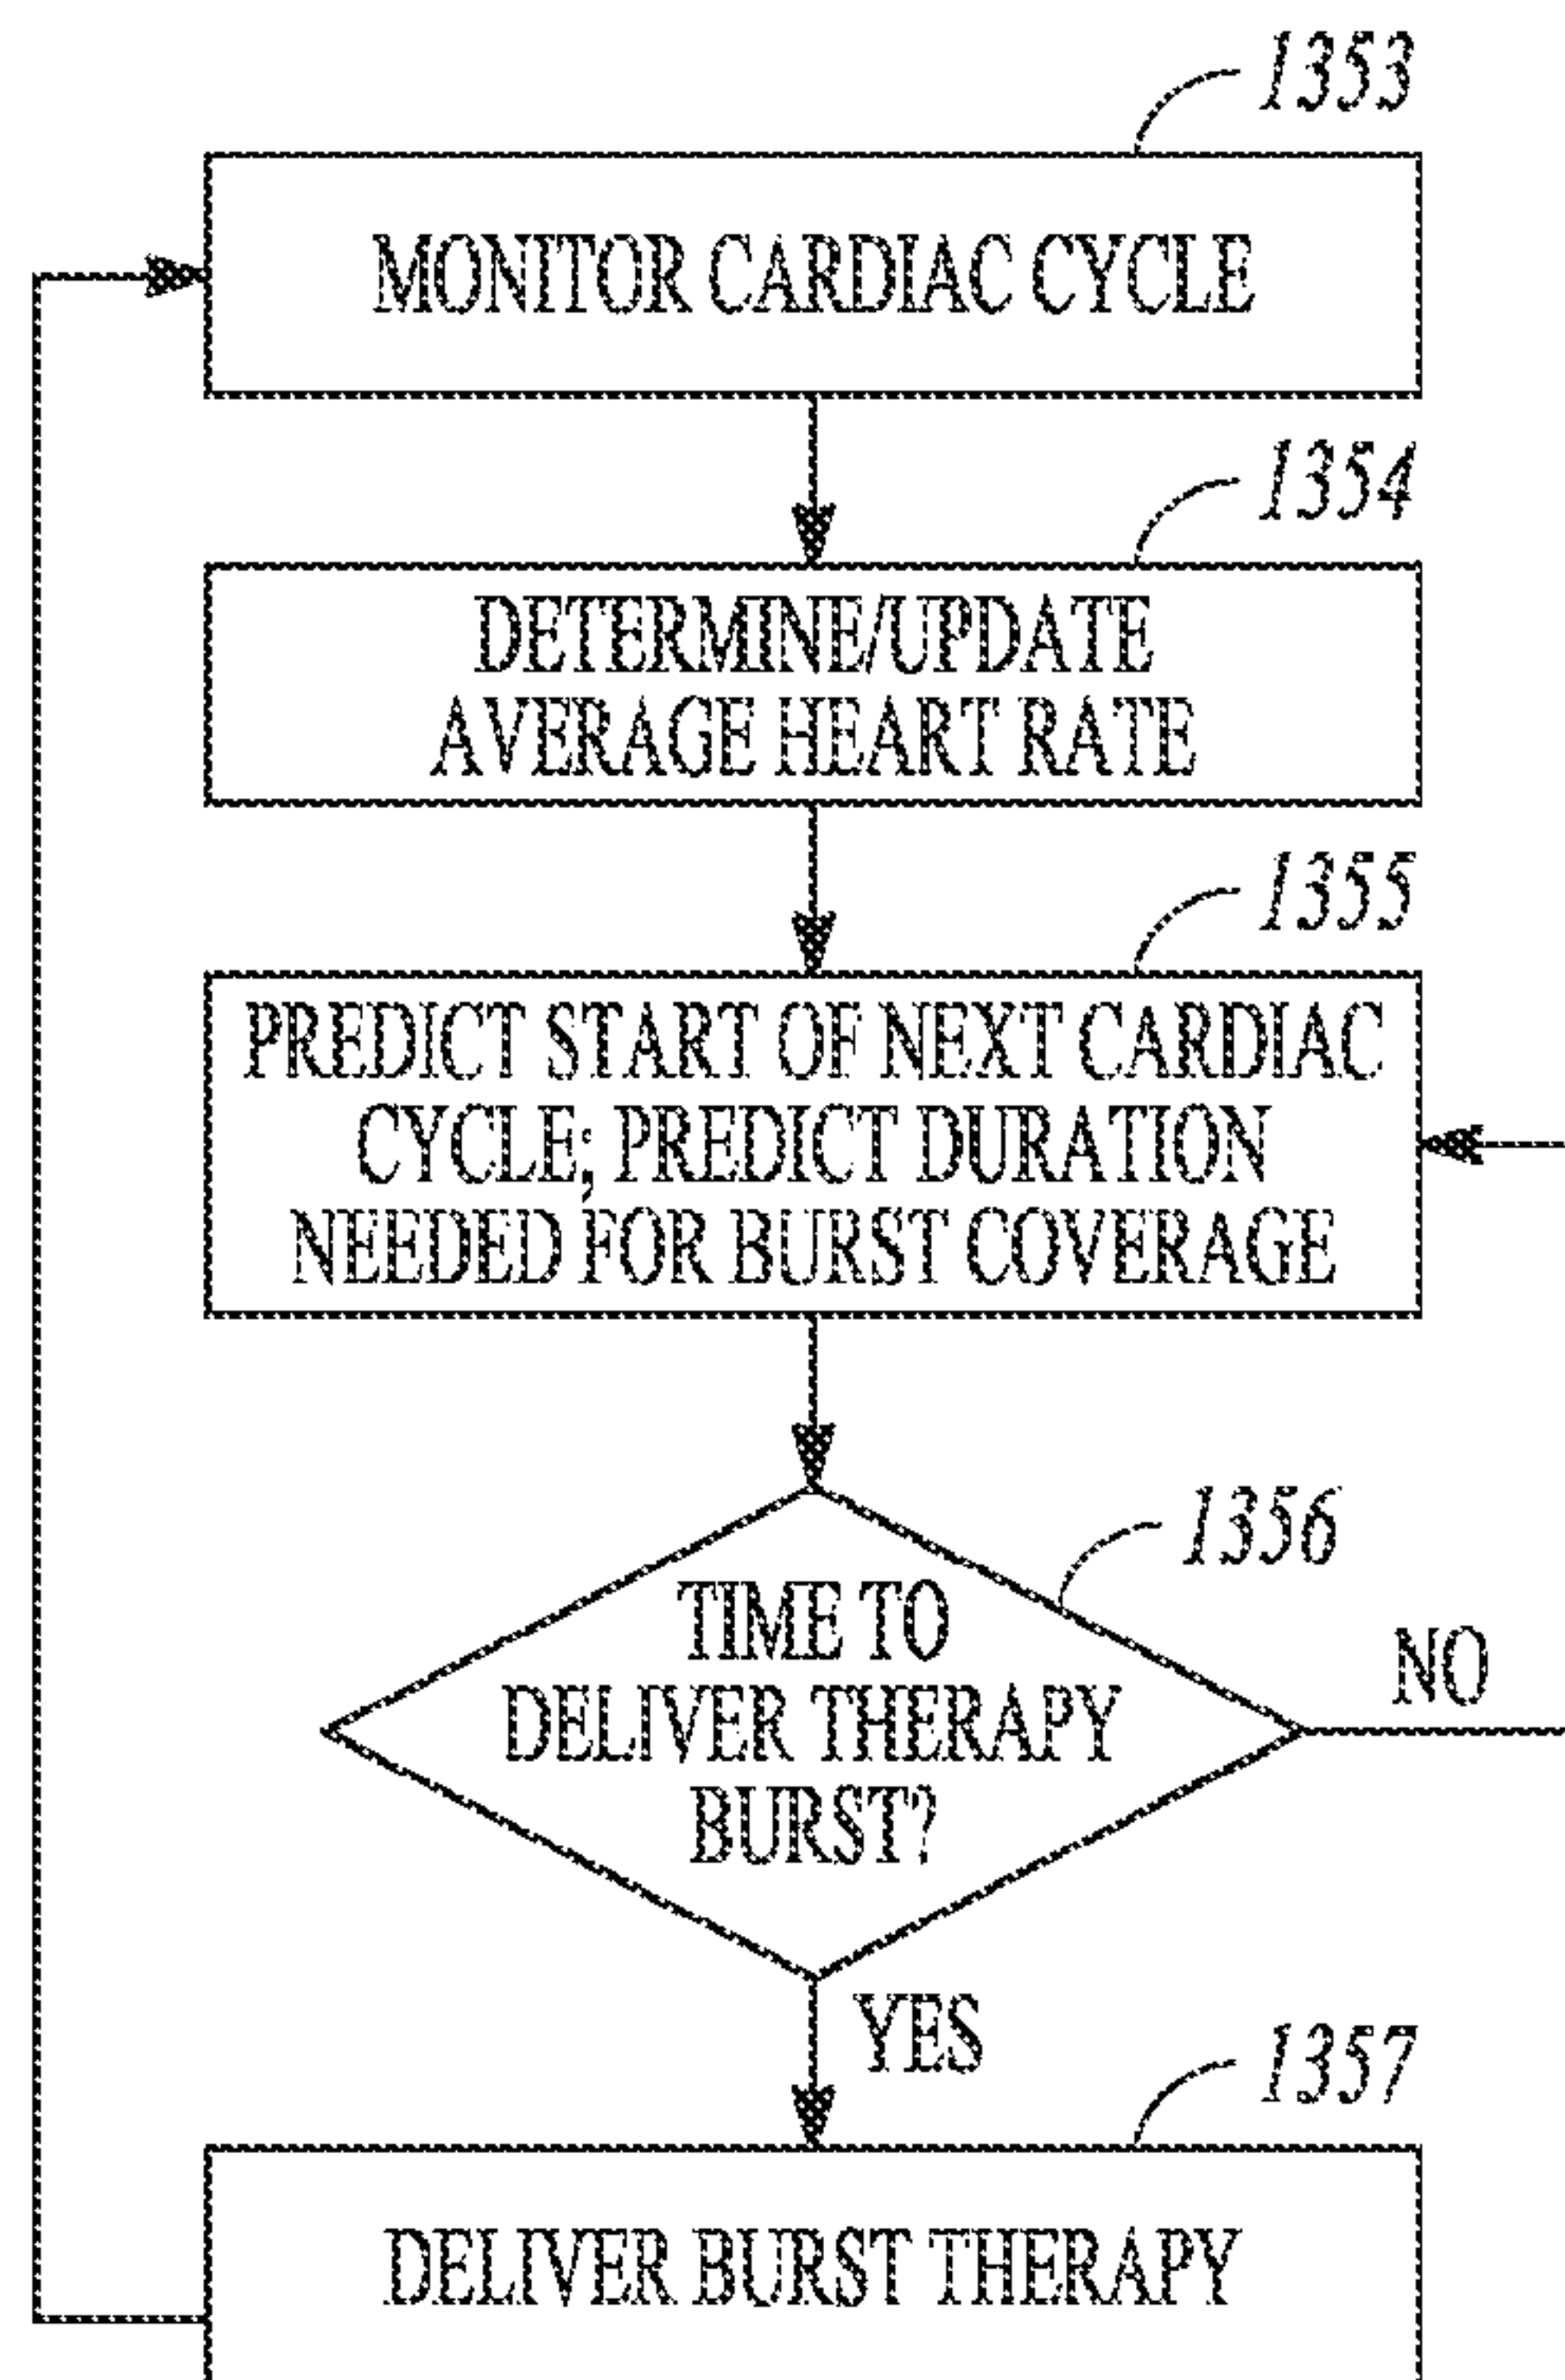 1353
MONITOR CARDIAC CYCLE
1354
DETERMINE/UPDATE
AVERAGE HEART RATE
1355
PREDICT START OF NEXT CARDIAC
CYCLE; PREDICT DURATION
NEEDED FOR BURST COVERAGE
1356
TIME TO
DELIVER THERAPY
BURST?
NO
YES
1357
DELIVER BURST THERAPY